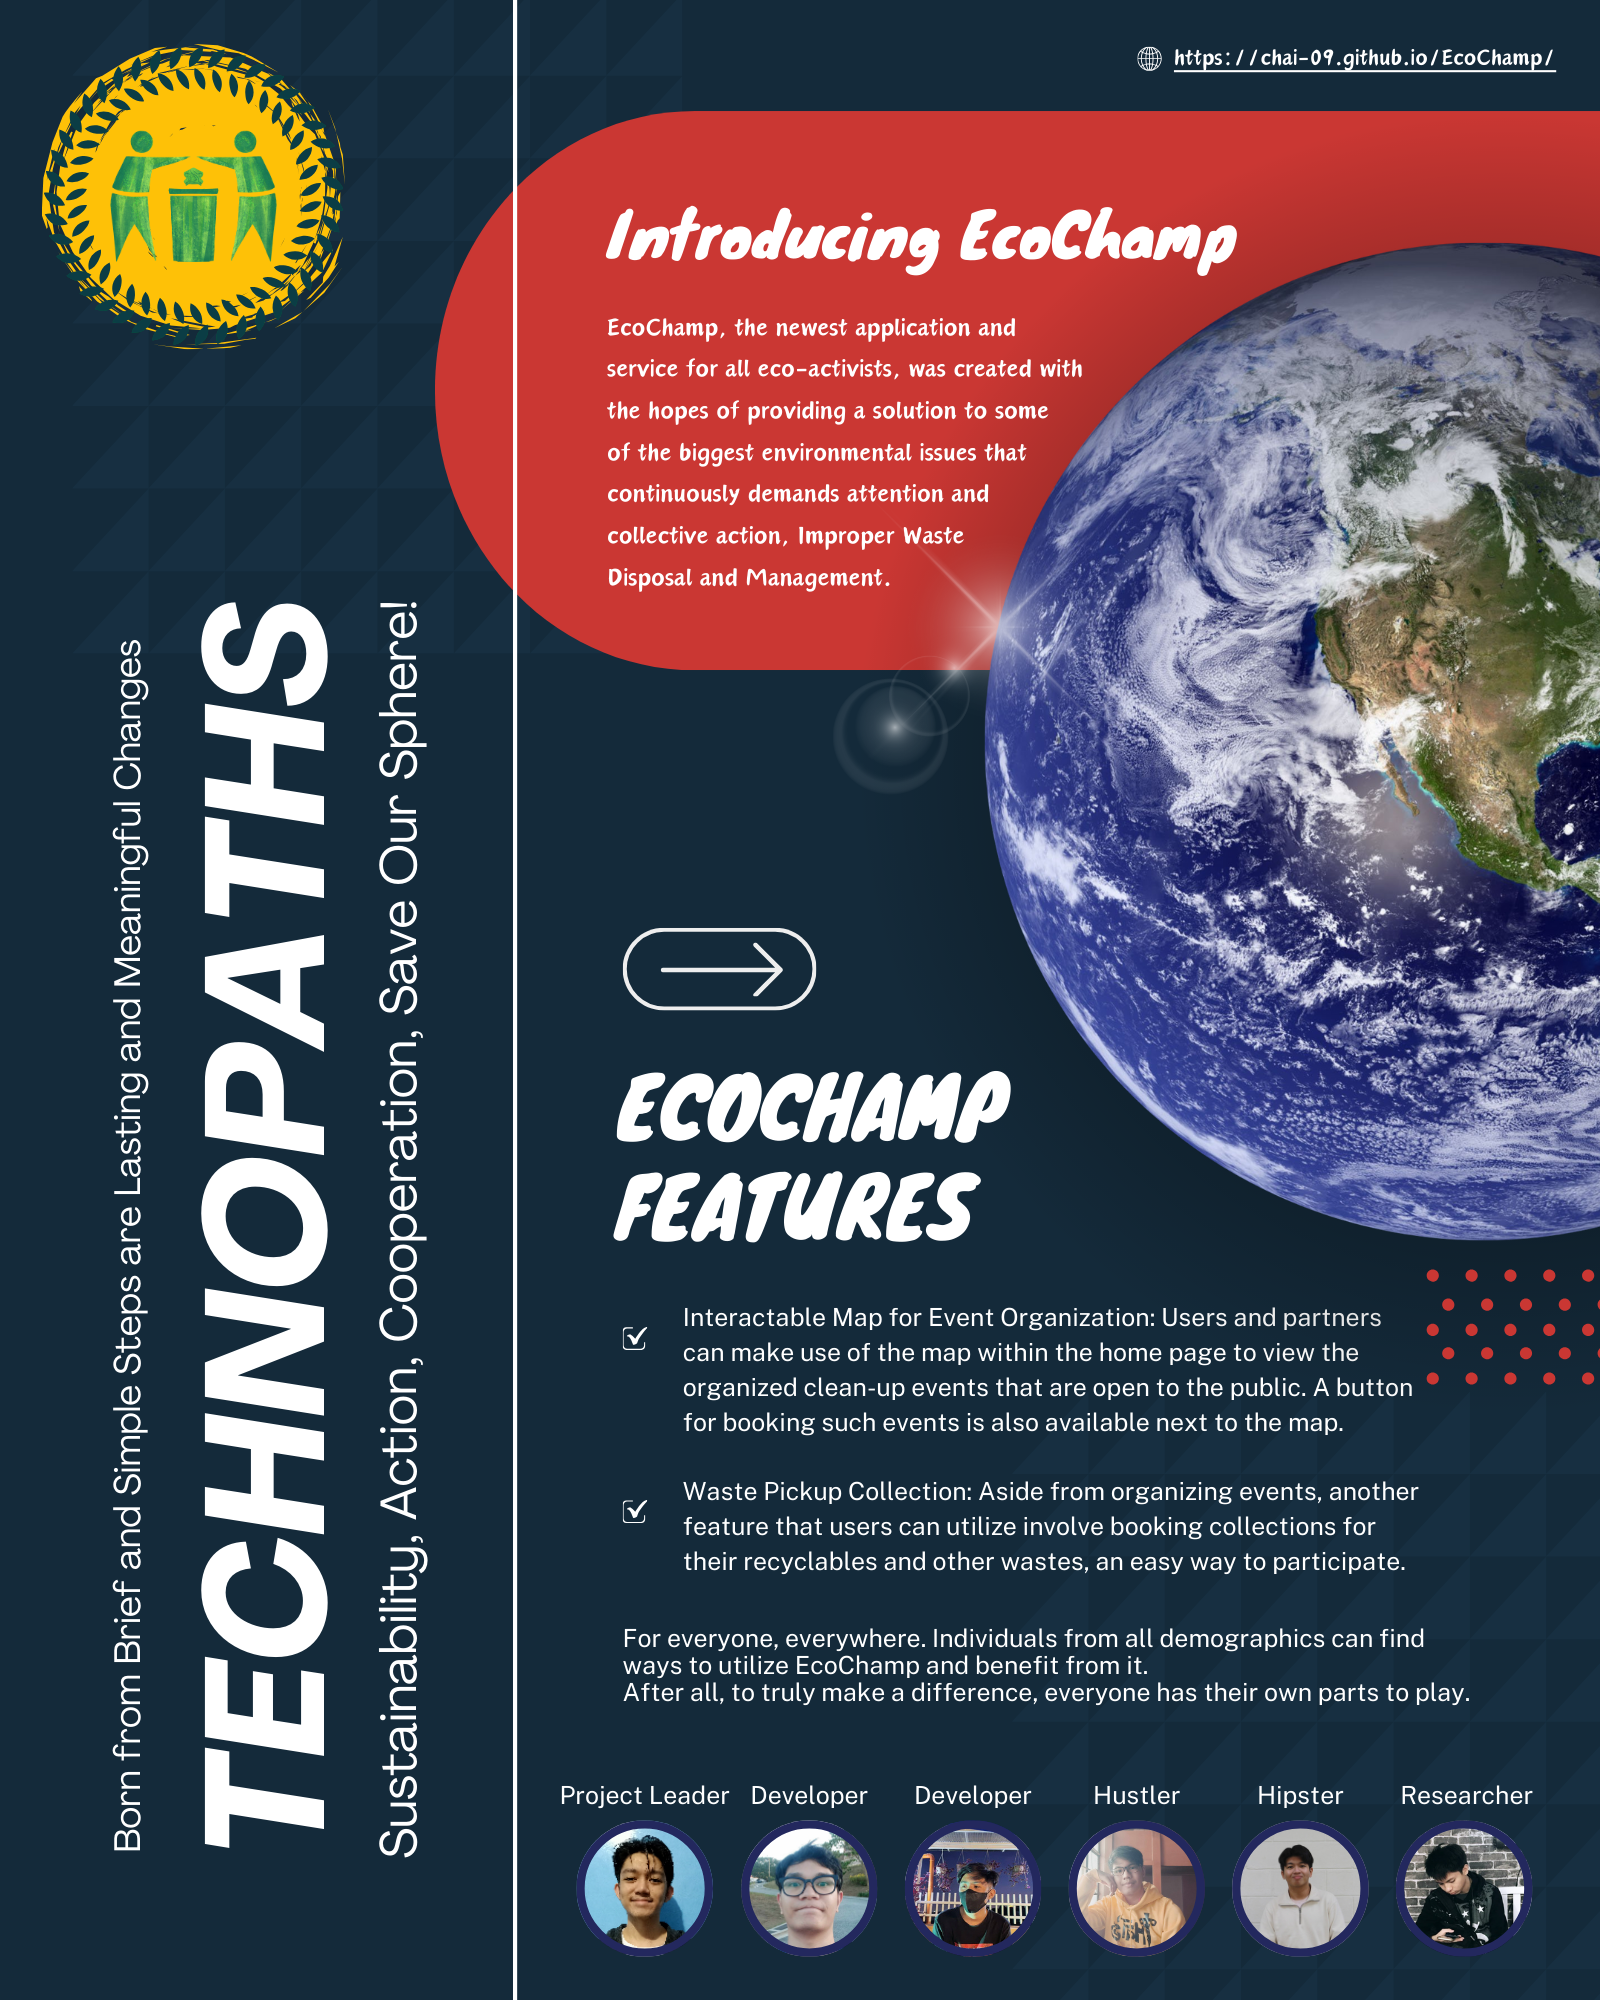 https://chai-09.github.io/EcoChamp/
Introducing EcoChamp
EcoChamp, the newest application and
service for all eco-activists, was created with
the hopes of providing a solution to some
of the biggest environmental issues that
continuously demands attention and
collective action, Improper Waste
Disposal and Management.
Born from Brief and Simple Steps are Lasting and Meaningful Changes
TECHNOPATHS
Sustainability, Action, Cooperation, Save Our Sphere!
ECOCHAMP
FEATURES
Interactable Map for Event Organization: Users and partners
can make use of the map within the home page to view the
organized clean-up events that are open to the public. A button
for booking such events is also available next to the map.
Waste Pickup Collection: Aside from organizing events, another
feature that users can utilize involve booking collections for
their recyclables and other wastes, an easy way to participate.
For everyone, everywhere. Individuals from all demographics can find
ways to utilize EcoChamp and benefit from it.
After all, to truly make a difference, everyone has their own parts to play.
Project Leader Developer Developer Hustler Hipster Researcher